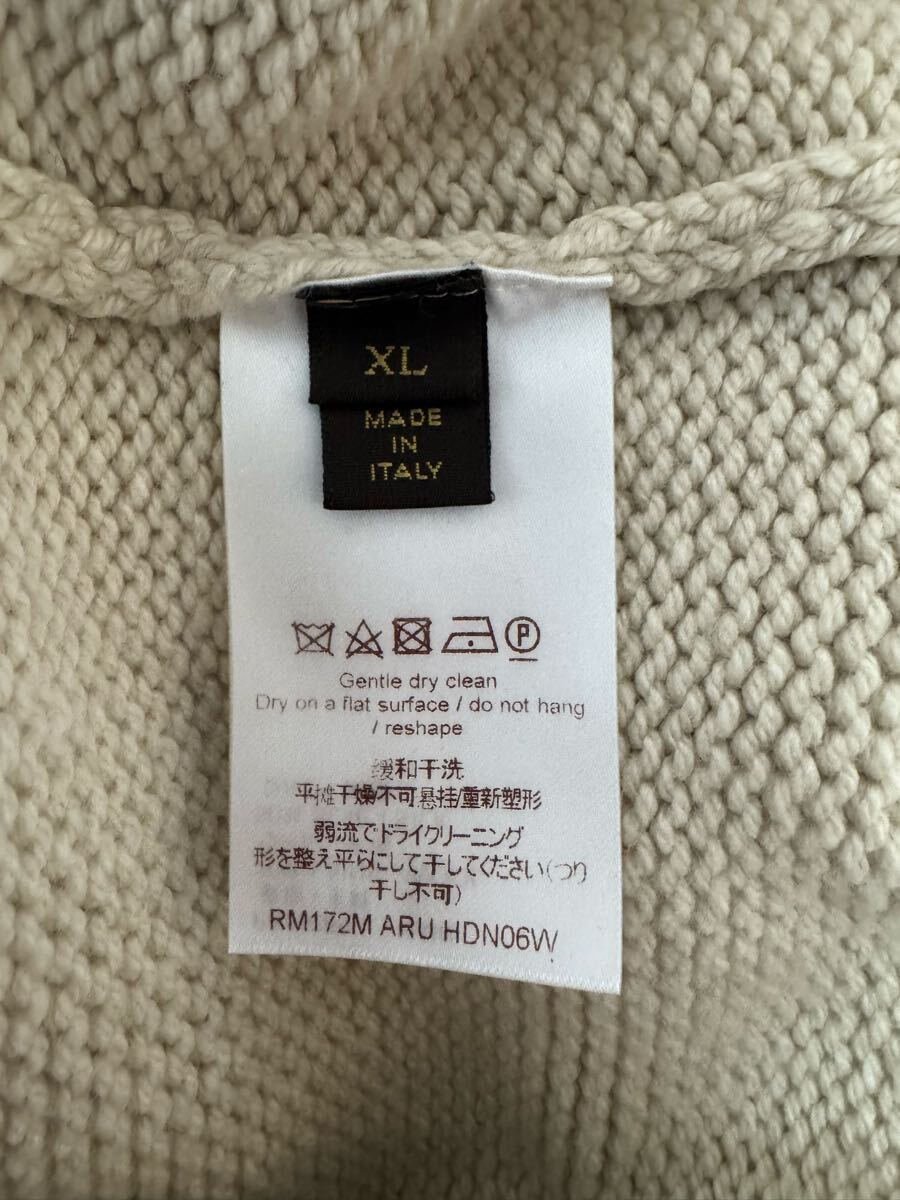 XL
MADE
IN
ITALY
P
Gentle dry clean
Dry on a flat surface / do not hang
/ reshape
缓和干洗
平摊干燥/不可悬挂/重新塑形
弱流でドライクリーニング
形を整え平らにして干してください(つり
干し不可)
RM172M ARU HDN06W